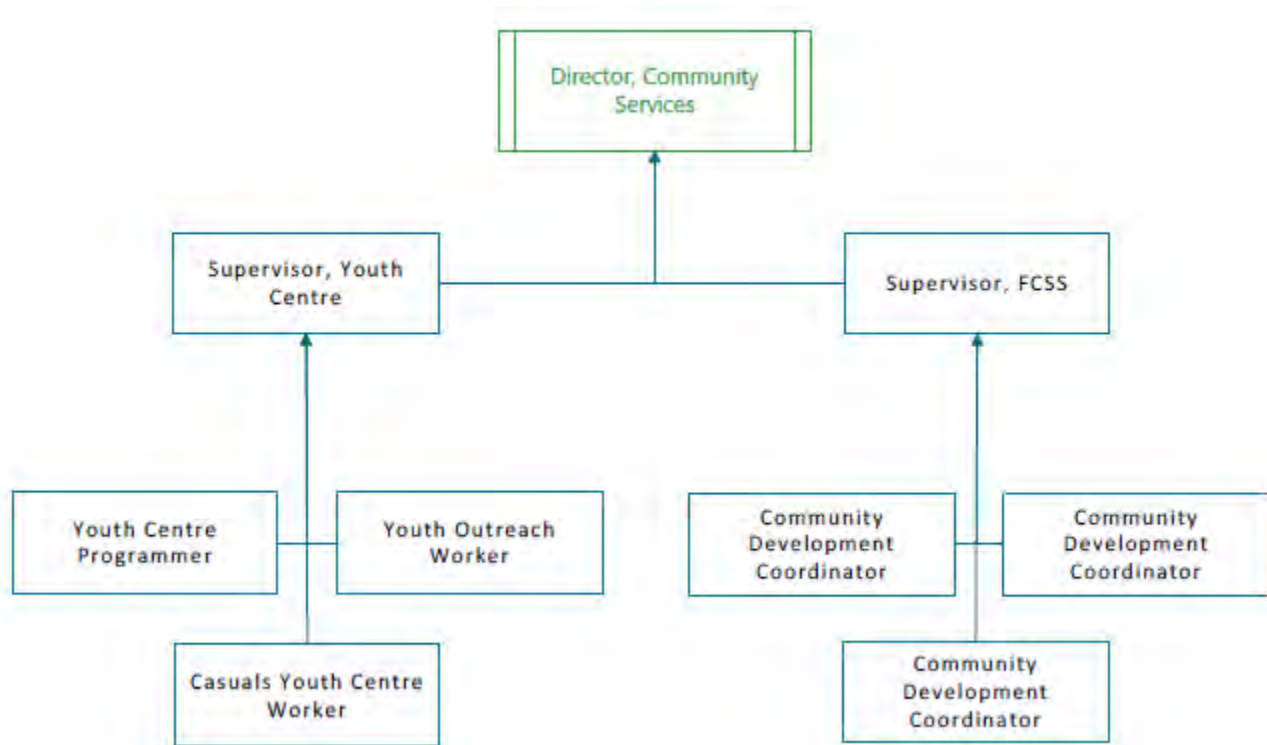 Director, Community
Services
Supervisor, Youth
Centre
Supervisor, FCSS
Youth Centre
Programmer
Youth Outreach
Worker
Community
Development
Coordinator
Community
Development
Coordinator
Casuals Youth Centre
Worker
Community
Development
Coordinator